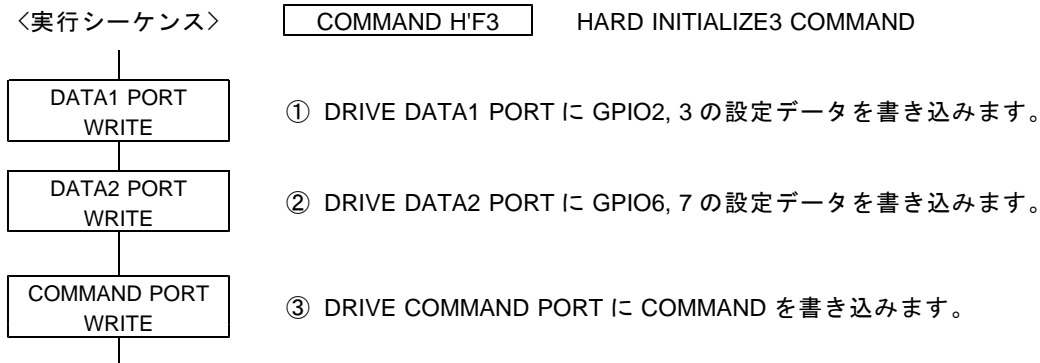 〈実行シーケンス〉 COMMAND H'F3 HARD INITIALIZE3 COMMAND
DATA1 PORT
WRITE
① DRIVE DATA1 PORT に GPIO2, 3 の設定データを書き込みます。
DATA2 PORT
WRITE
② DRIVE DATA2 PORT に GPIO6, 7 の設定データを書き込みます。
COMMAND PORT
WRITE
③ DRIVE COMMAND PORT に COMMAND を書き込みます。